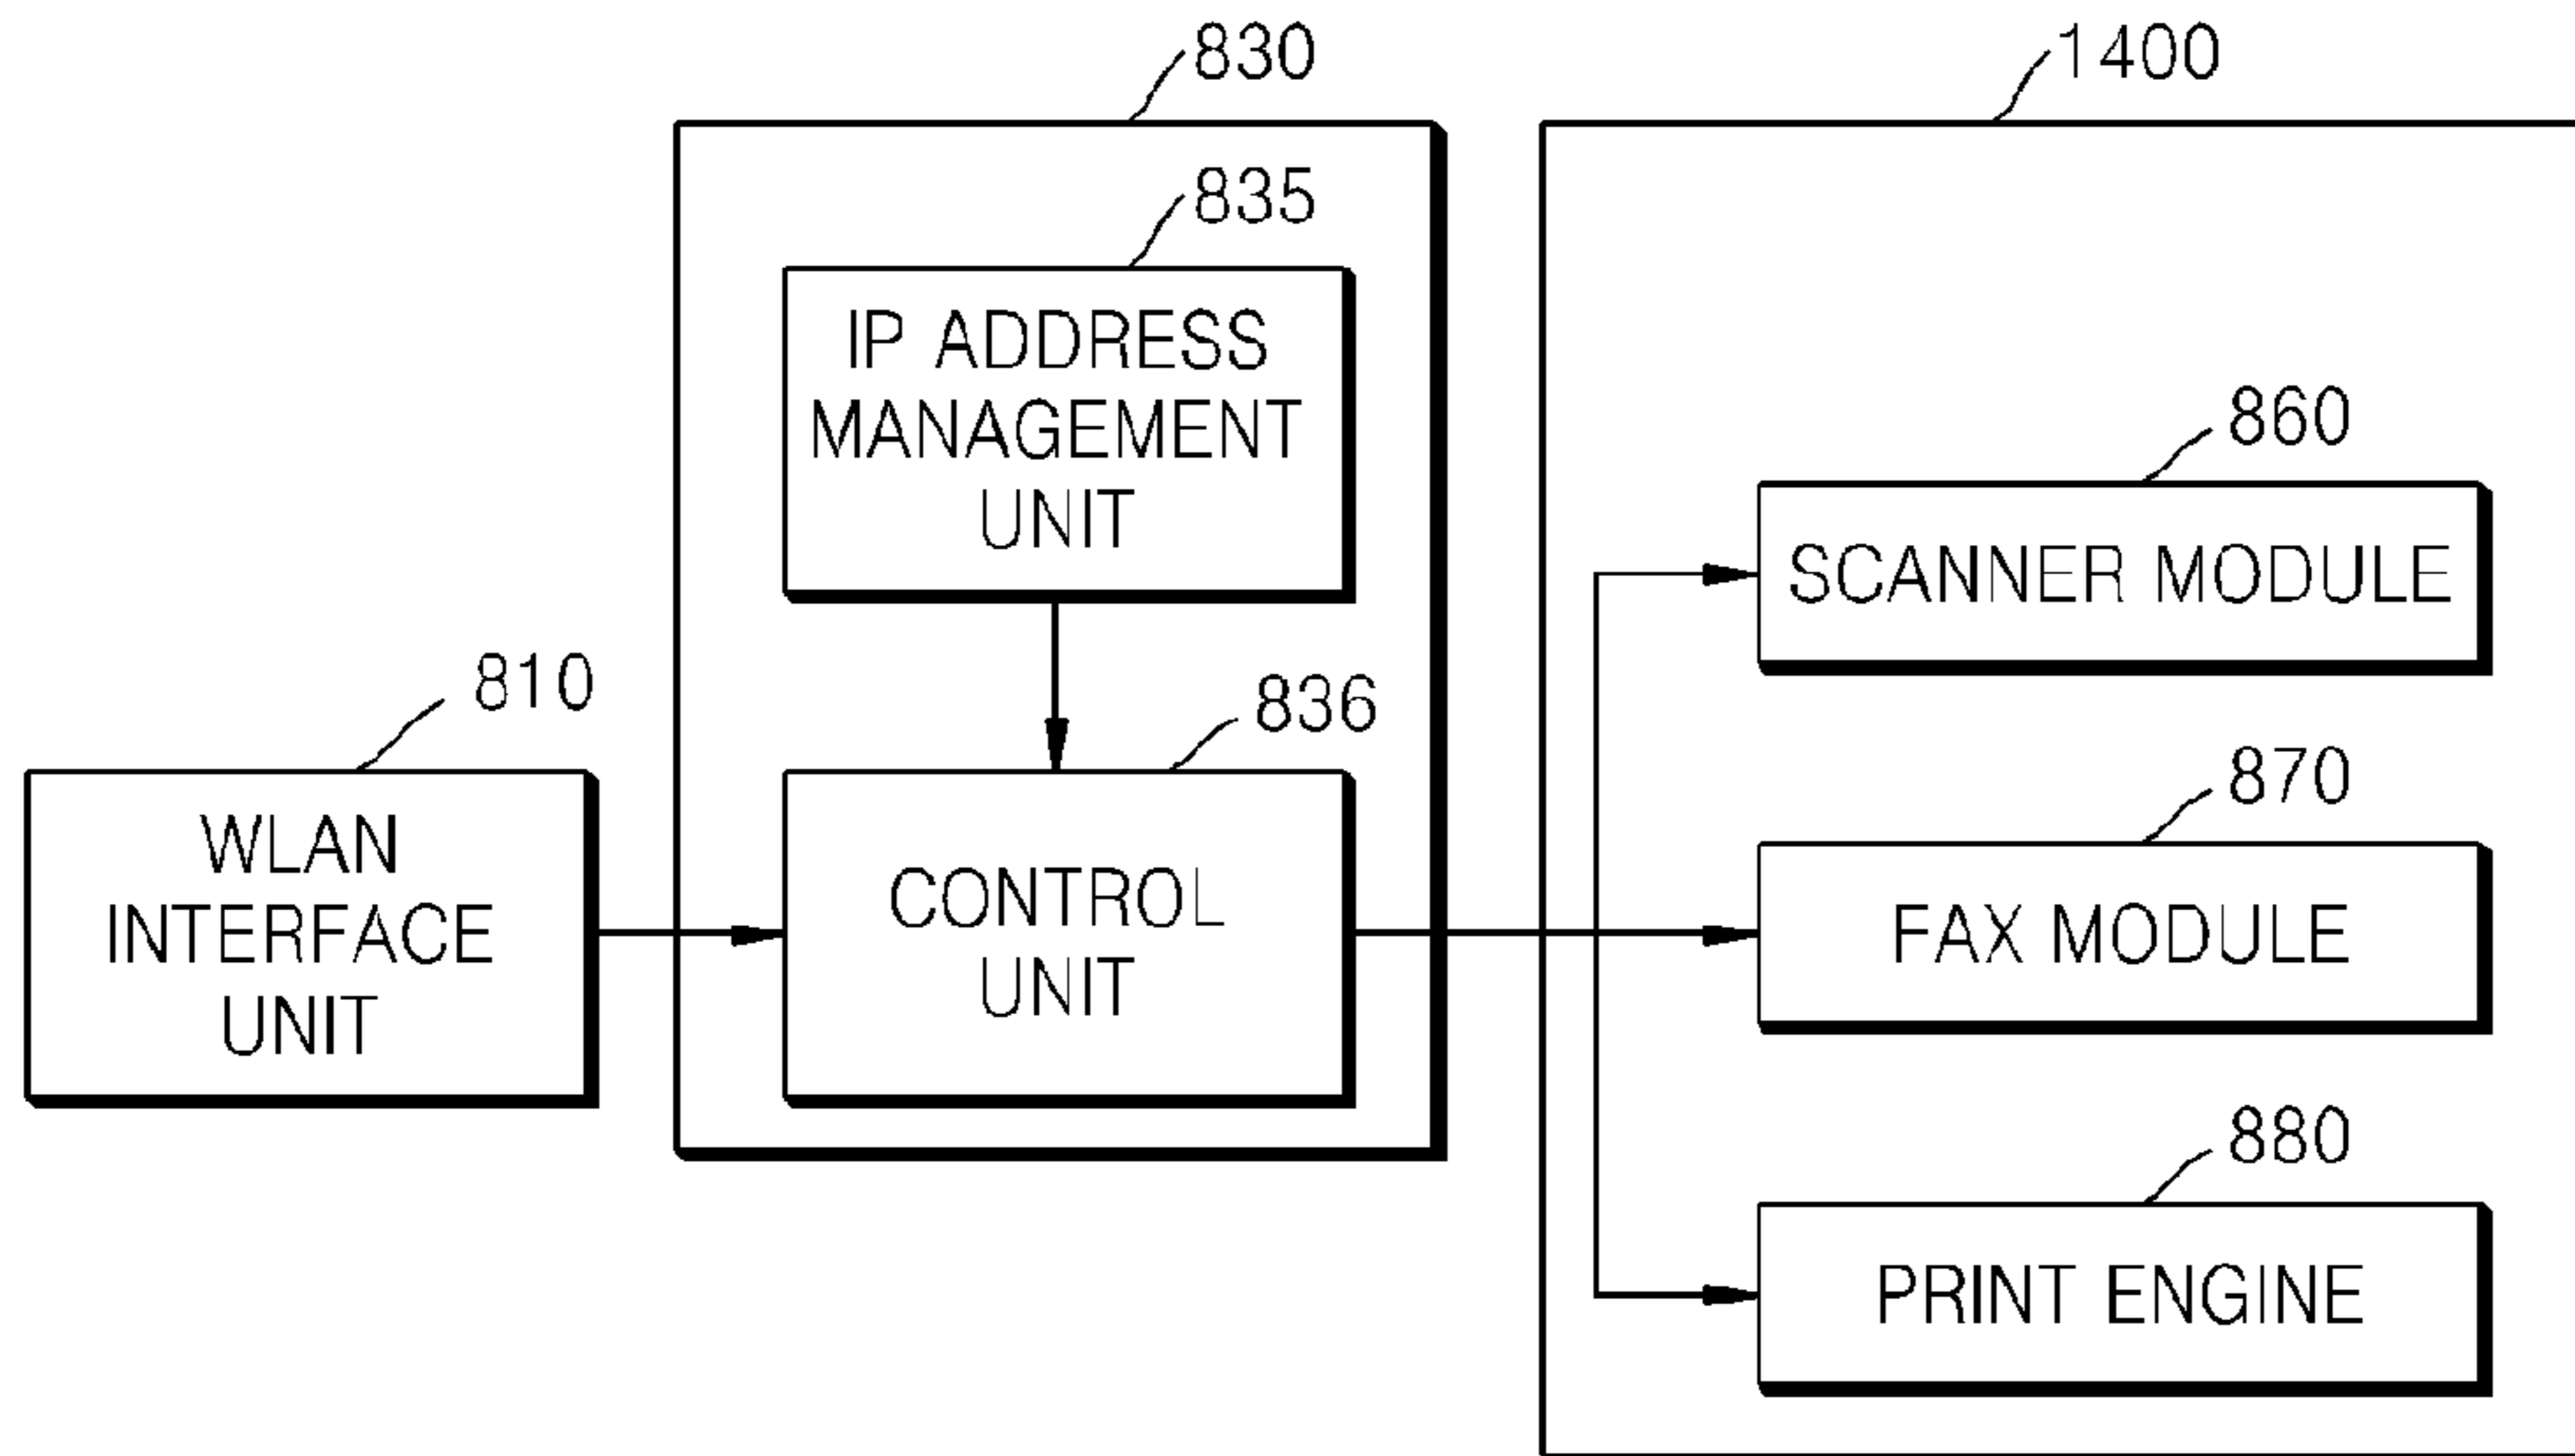 830
1400
835
IP ADDRESS
MANAGEMENT
UNIT
860
SCANNER MODULE
810
836
WLAN
INTERFACE
UNIT
CONTROL
UNIT
870
FAX MODULE
880
PRINT ENGINE